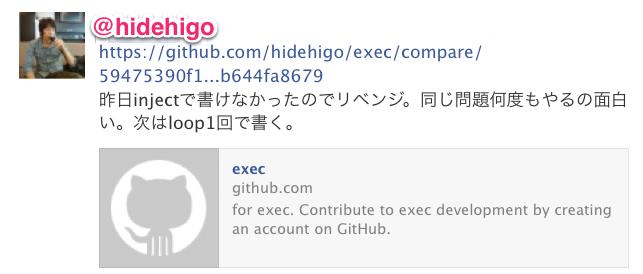 @hidehigo
https://github.com/hidehigo/exec/compare/
59475390f1...b644fa8679
昨日injectで書けなかったのでリベンジ。同じ問題何度もやるの面白
い。次はloop1回で書く。
exec
github.com
for exec. Contribute to exec development by creating
an account on GitHub.